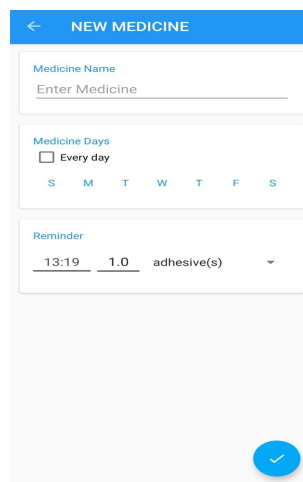 NEW MEDICINE
Medicine Name
Enter Medicine
Medicine Days
Every day
S M T W T F S
Reminder
13:19 1.0 adhesive(s)